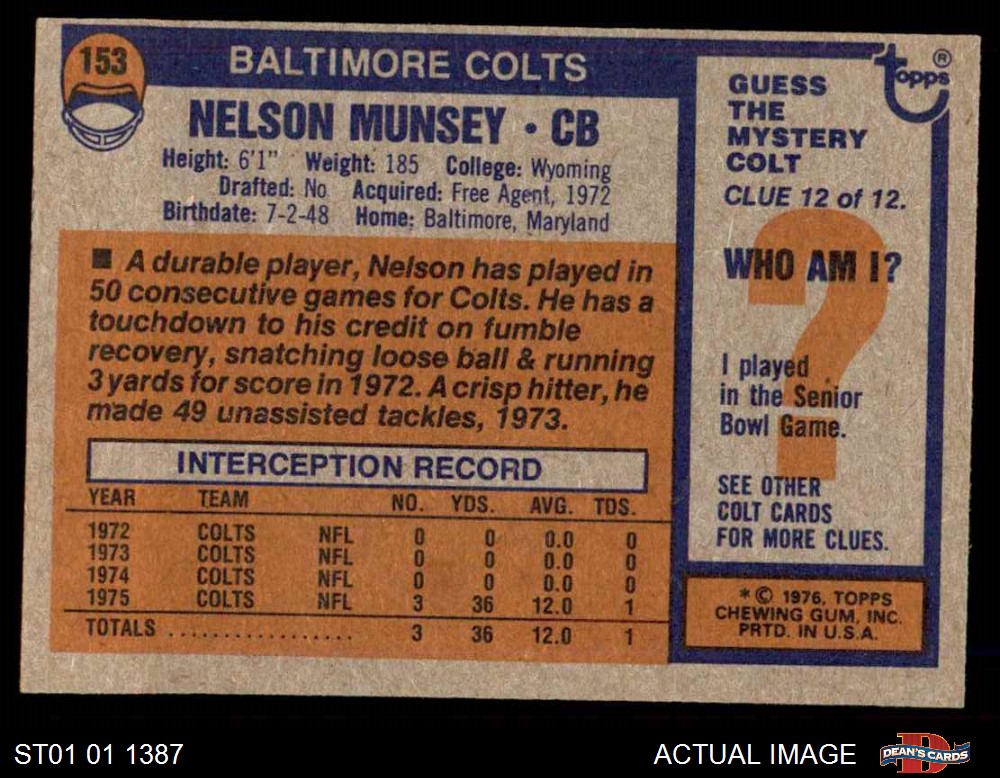 153
BALTIMORE COLTS
NELSON MUNSEY • CB
Height: 6'1" Weight: 185 College: Wyoming
Drafted: No Acquired: Free Agent, 1972
Birthdate: 7-2-48 Home: Baltimore, Maryland
■ A durable player, Nelson has played in
50 consecutive games for Colts. He has a
touchdown to his credit on fumble
recovery, snatching loose ball & running
3 yards for score in 1972. A crisp hitter, he
made 49 unassisted tackles, 1973.
INTERCEPTION RECORD
YEAR TEAM NO. YDS. AVG. TDS.
1972 COLTS NFL 0 0 0.0 0
1973 COLTS NFL 0 0 0.0 0
1974 COLTS NFL 0 0 0.0 0
1975 COLTS NFL 3 36 12.0 1
TOTALS ................. 3 36 12.0 1
topps®
GUESS
THE
MYSTERY
COLT
CLUE 12 of 12.
WHO AM I?
?
I played
in the Senior
Bowl Game.
SEE OTHER
COLT CARDS
FOR MORE CLUES.
* © 1976, TOPPS
CHEWING GUM, INC.
PRTD. IN U.S.A.
ST01 01 1387
ACTUAL IMAGE
D
DEAN'S CARDS